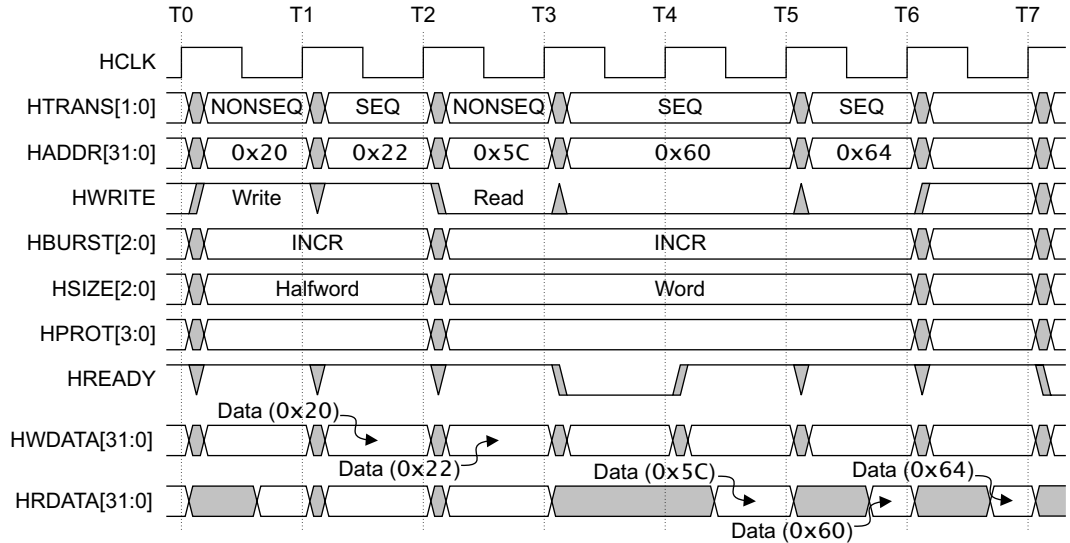 T0 T1 T2 T3 T4 T5 T6 T7
HCLK
HTRANS[1:0] NONSEQ SEQ NONSEQ SEQ SEQ
HADDR[31:0] 0x20 0x22 0x5C 0x60 0x64
HWRITE Write Read
HBURST[2:0] INCR INCR
HSIZE[2:0] Halfword Word
HPROT[3:0]
HREADY
Data (0x20)
HWDATA[31:0]
Data (0x22) Data (0x5C) Data (0x64)
HRDATA[31:0]
Data (0x60)